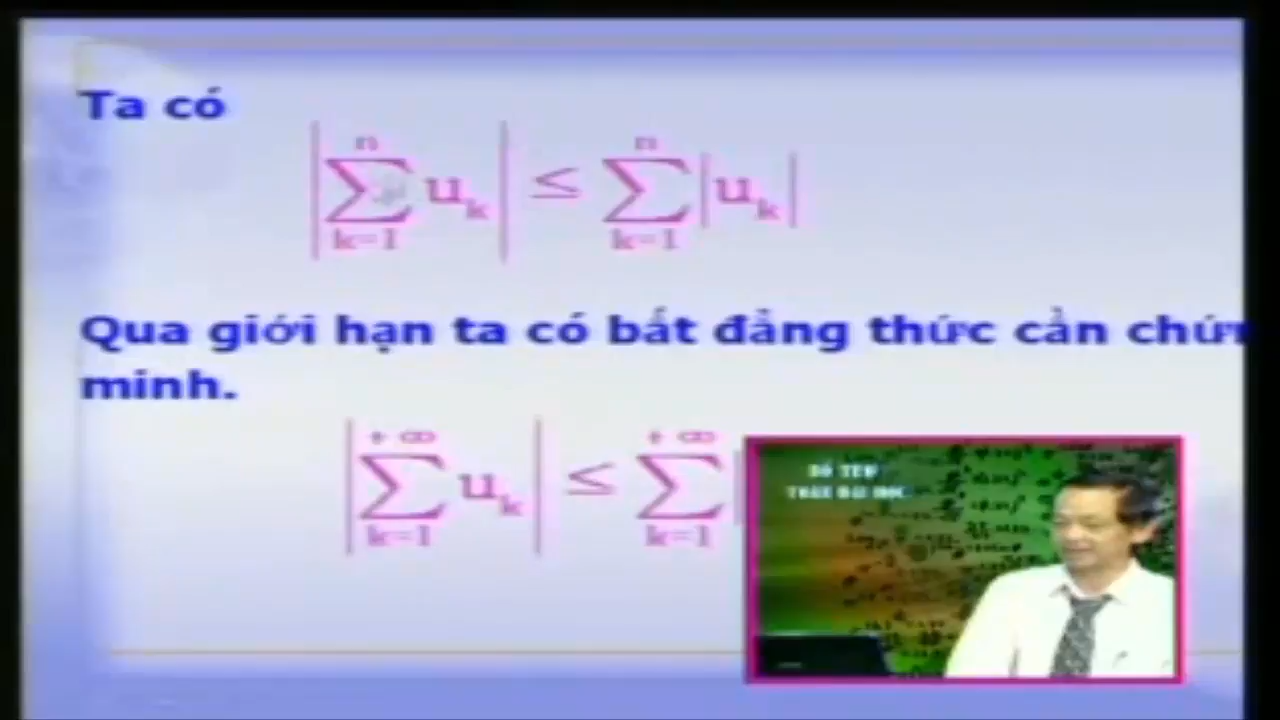 Ta có
|∑_{k=1}^{n} u_k| ≤ ∑_{k=1}^{n} |u_k|
Qua giới hạn ta có bất đẳng thức cần chứn
minh.
|∑_{k=1}^{+∞} u_k| ≤ ∑_{k=1}^{+∞} |